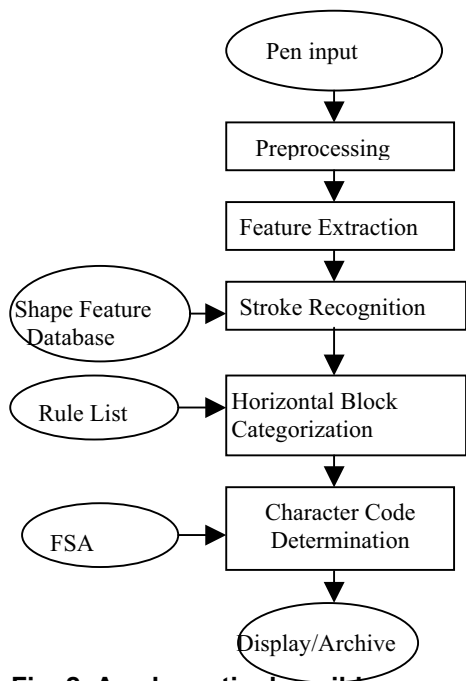 Pen input
Preprocessing
Feature Extraction
Shape Feature
Database
Stroke Recognition
Rule List
Horizontal Block
Categorization
FSA
Character Code
Determination
Display/Archive